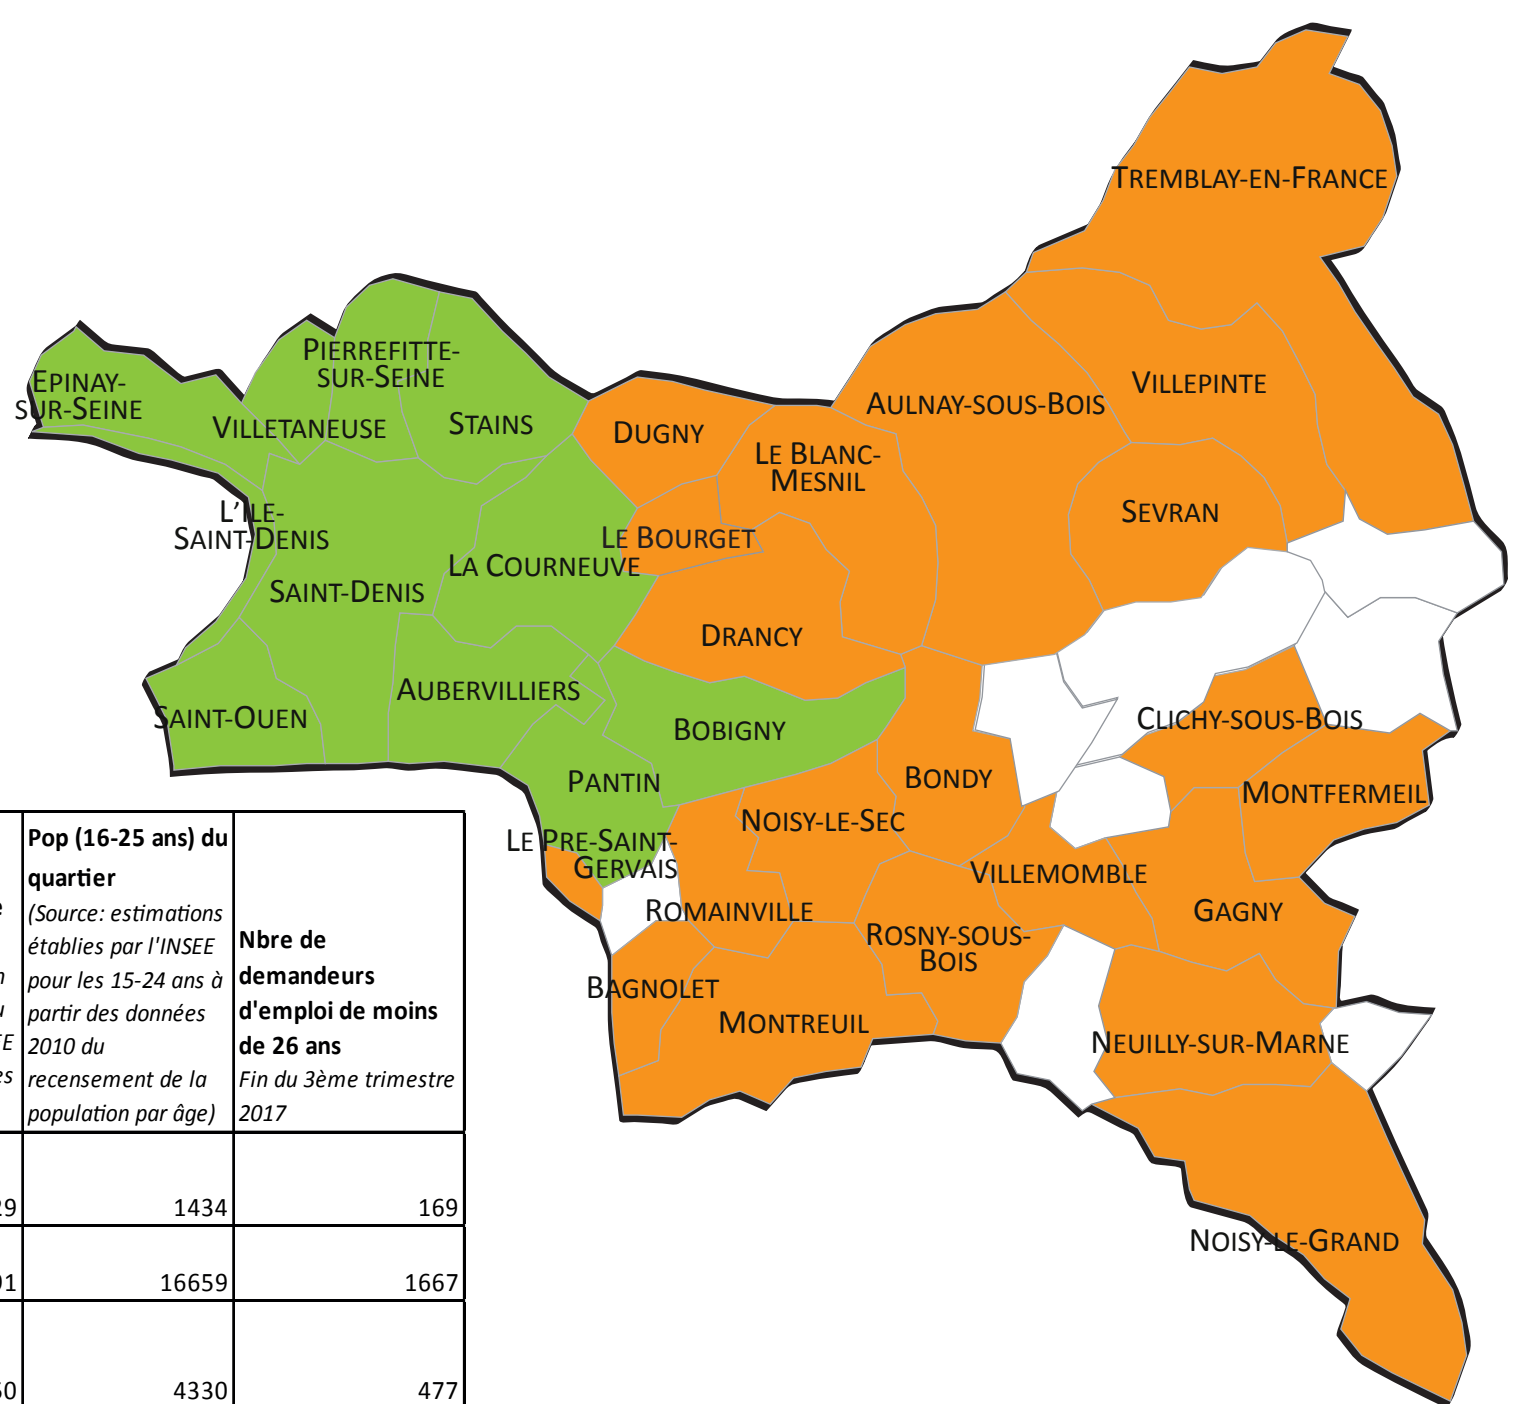 TREMBLAY-EN-FRANCE
PIERREFITTE-
SUR-SEINE
EPINAY-
SUR-SEINE
VILLETANEUSE
STAINS
DUGNY
AULNAY-SOUS-BOIS
VILLEPINTE
LE BLANC-
MESNIL
SEVRAN
L'ILE-
SAINT-DENIS
LE BOURGET
LA COURNEUVE
SAINT-DENIS
DRANCY
AUBERVILLIERS
SAINT-OUEN
BOBIGNY
CLICHY-SOUS-BOIS
PANTIN
BONDY
MONTFERMEIL
NOISY-LE-SEC
LE PRE-SAINT-
GERVAIS
VILLEMOMBLE
ROMAINVILLE
GAGNY
ROSNY-SOUS-
BOIS
BAGNOLET
MONTREUIL
NEUILLY-SUR-MARNE
NOISY-LE-GRAND
Pop (16-25 ans) du
quartier
(Source: estimations
établies par l'INSEE
pour les 15-24 ans à
partir des données
2010 du
recensement de la
population par âge)
Nbre de
demandeurs
d'emploi de moins
de 26 ans
Fin du 3ème trimestre
2017
1434 169
16659 1667
4330 477